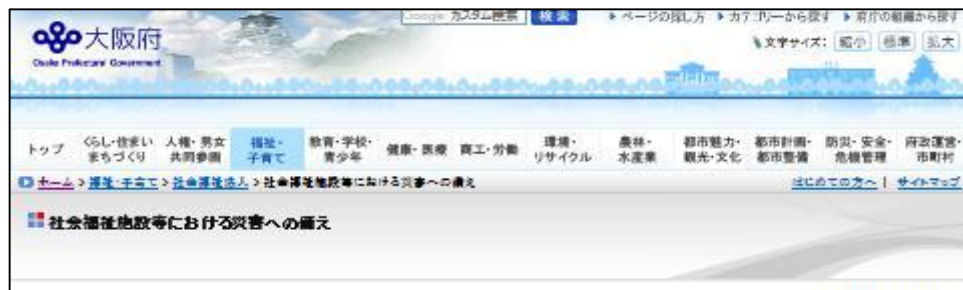 Google カスタム検索 検索 ▶ページの探し方 ▶カテゴリーから探す ▶府庁の組織から探す
大阪府
Osaka Prefectural Government
文字サイズ: 縮小 標準 拡大
トップ くらし・住まい まちづくり 人権・男女 共同参画 福祉・子育て 教育・学校・青少年 健康・医療 商工・労働 環境・リサイクル 農林・水産業 都市魅力・観光・文化 都市計画・都市整備 防災・安全・危機管理 府政運営・市町村
ホーム > 福祉・子育て > 社会福祉法人 > 社会福祉施設等における災害への備え はじめての方へ | サイトマップ
社会福祉施設等における災害への備え